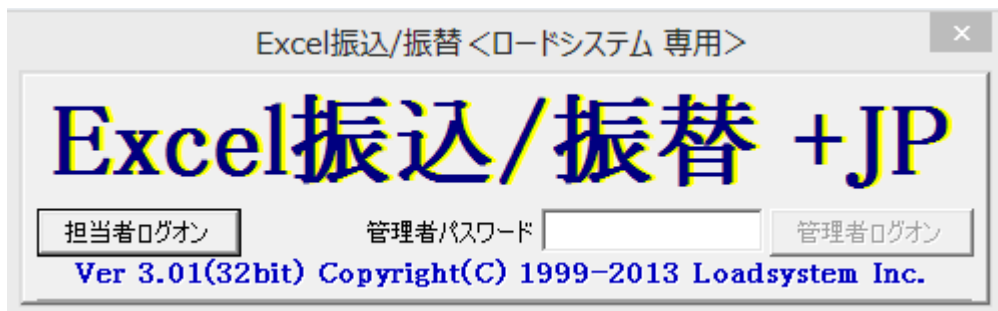 Excel振込/振替＜ロードシステム 専用＞
Excel振込/振替 +JP
担当者ログオン 管理者パスワード 管理者ログオン
Ver 3.01(32bit) Copyright(C) 1999-2013 Loadsystem Inc.